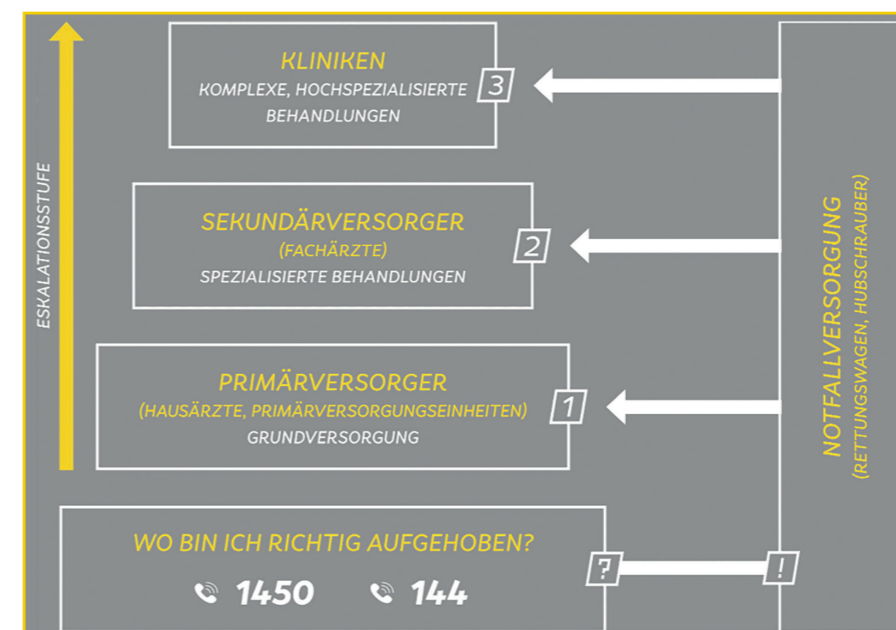 KLINIKEN
KOMPLEXE, HOCHSPEZIALISIERTE
BEHANDLUNGEN
3
SEKUNDÄRVERSORGER
(FACHÄRZTE)
SPEZIALISIERTE BEHANDLUNGEN
2
PRIMÄRVERSORGER
(HAUSÄRZTE, PRIMÄRVERSORGUNGSEINHEITEN)
GRUNDVERSORGUNG
1
WO BIN ICH RICHTIG AUFGEHOBEN?
1450 144
?
!
ESKALATIONSSTUFE
NOTFALLVERSORGUNG
(RETTUNGSWAGEN, HUBSCHRAUBER)